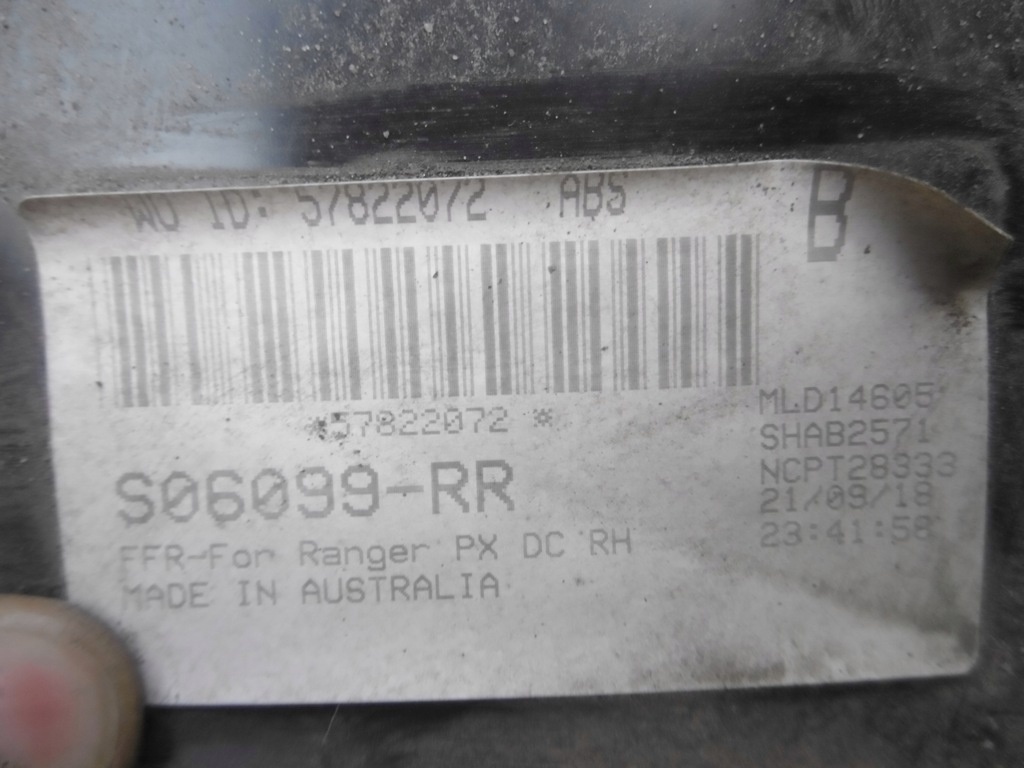 WO ID: 57822072 ABS B
*57822072 *
S06099-RR
FFR-For Ranger PX DC RH
MADE IN AUSTRALIA
MLD14605
SHAB2571
NCPT28333
21/09/18
23:41:58